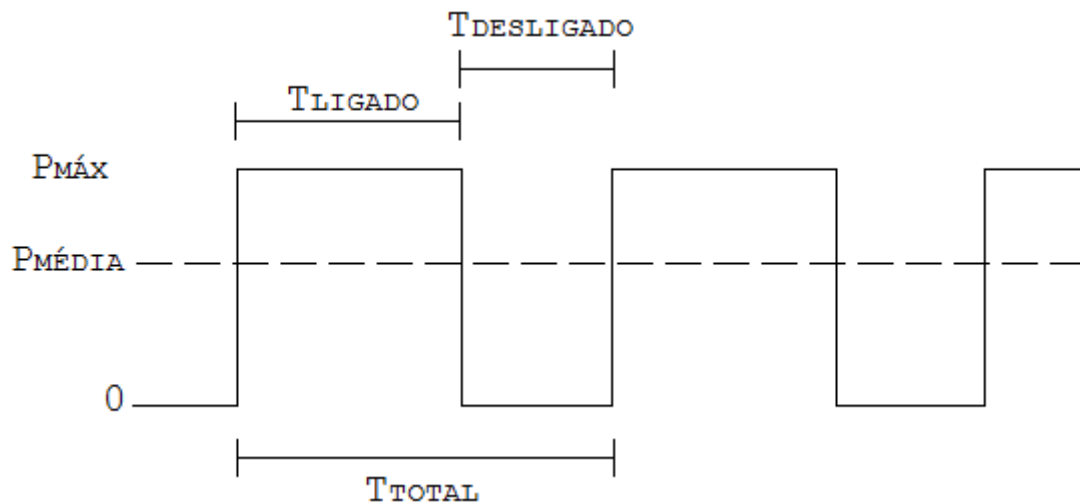 TDESLIGADO
TLIGADO
PMÁX
PMÉDIA
0
TTOTAL